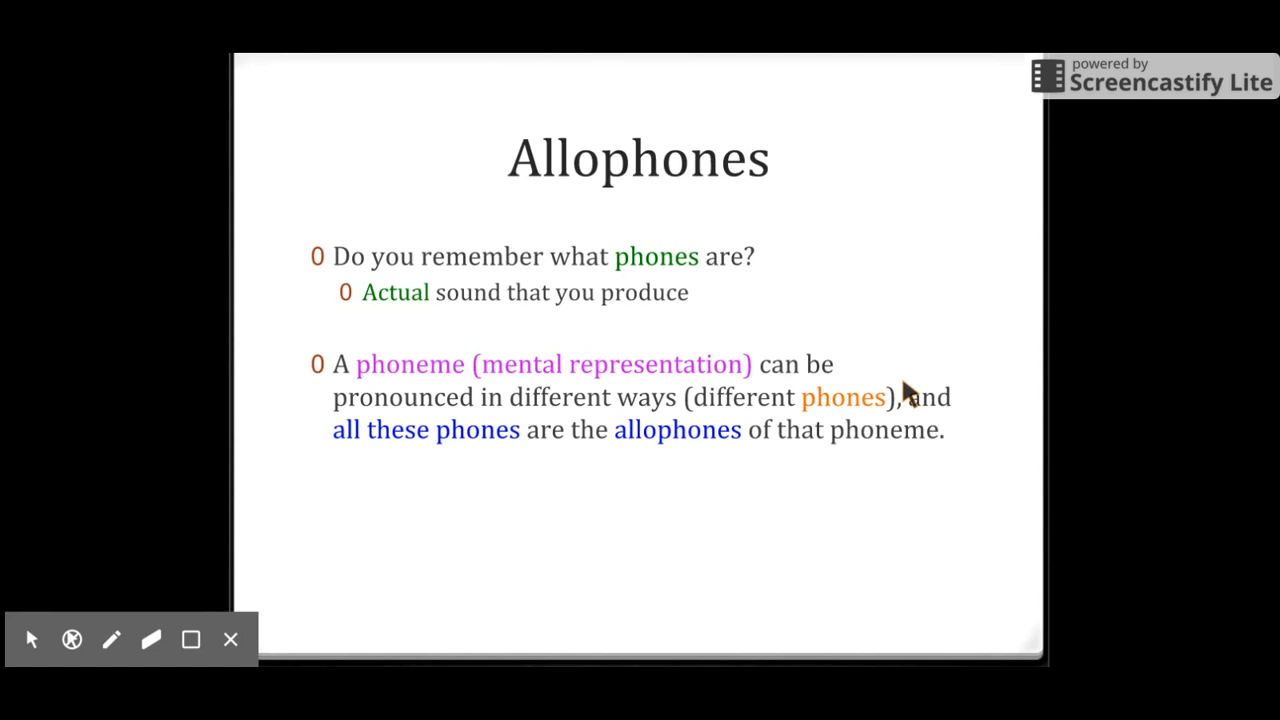 powered by
Screencastify Lite
Allophones
0 Do you remember what phones are?
0 Actual sound that you produce
0 A phoneme (mental representation) can be
pronounced in different ways (different phones), and
all these phones are the allophones of that phoneme.